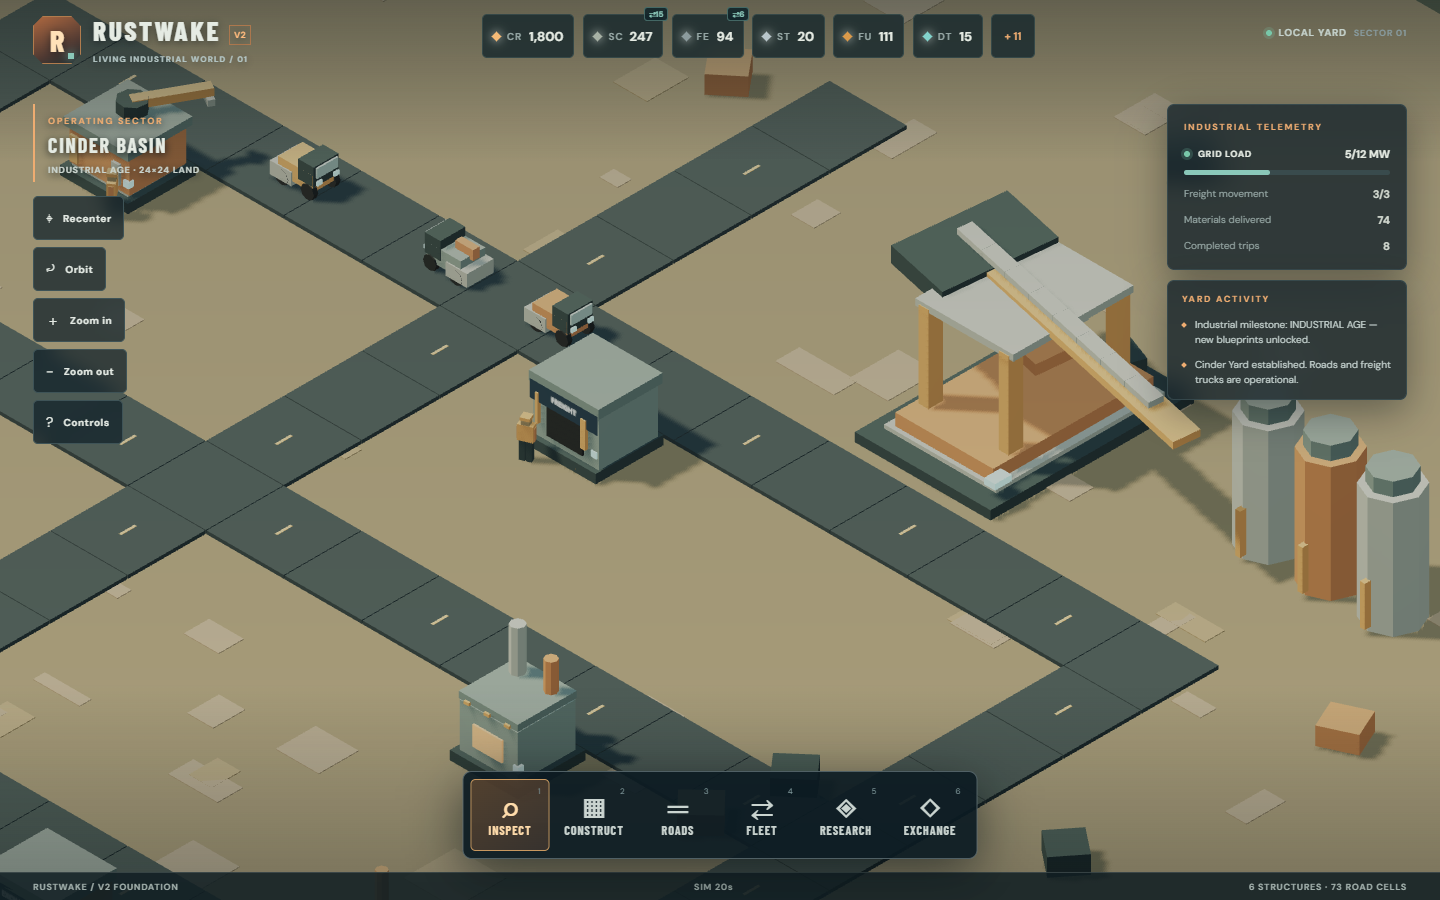 R
RUSTWAKE V2
LIVING INDUSTRIAL WORLD / 01
CR 1,800
SC 247
⇄15
FE 94
⇄6
ST 20
FU 111
DT 15
+11
LOCAL YARD SECTOR 01
OPERATING SECTOR
CINDER BASIN
INDUSTRIAL AGE · 24×24 LAND
Recenter
Orbit
+ Zoom in
− Zoom out
? Controls
INDUSTRIAL TELEMETRY
GRID LOAD 5/12 MW
Freight movement 3/3
Materials delivered 74
Completed trips 8
YARD ACTIVITY
Industrial milestone: INDUSTRIAL AGE —
new blueprints unlocked.
Cinder Yard established. Roads and freight
trucks are operational.
FREIGHT
1 INSPECT
2 CONSTRUCT
3 ROADS
4 FLEET
5 RESEARCH
6 EXCHANGE
RUSTWAKE / V2 FOUNDATION
SIM 20s
6 STRUCTURES · 73 ROAD CELLS